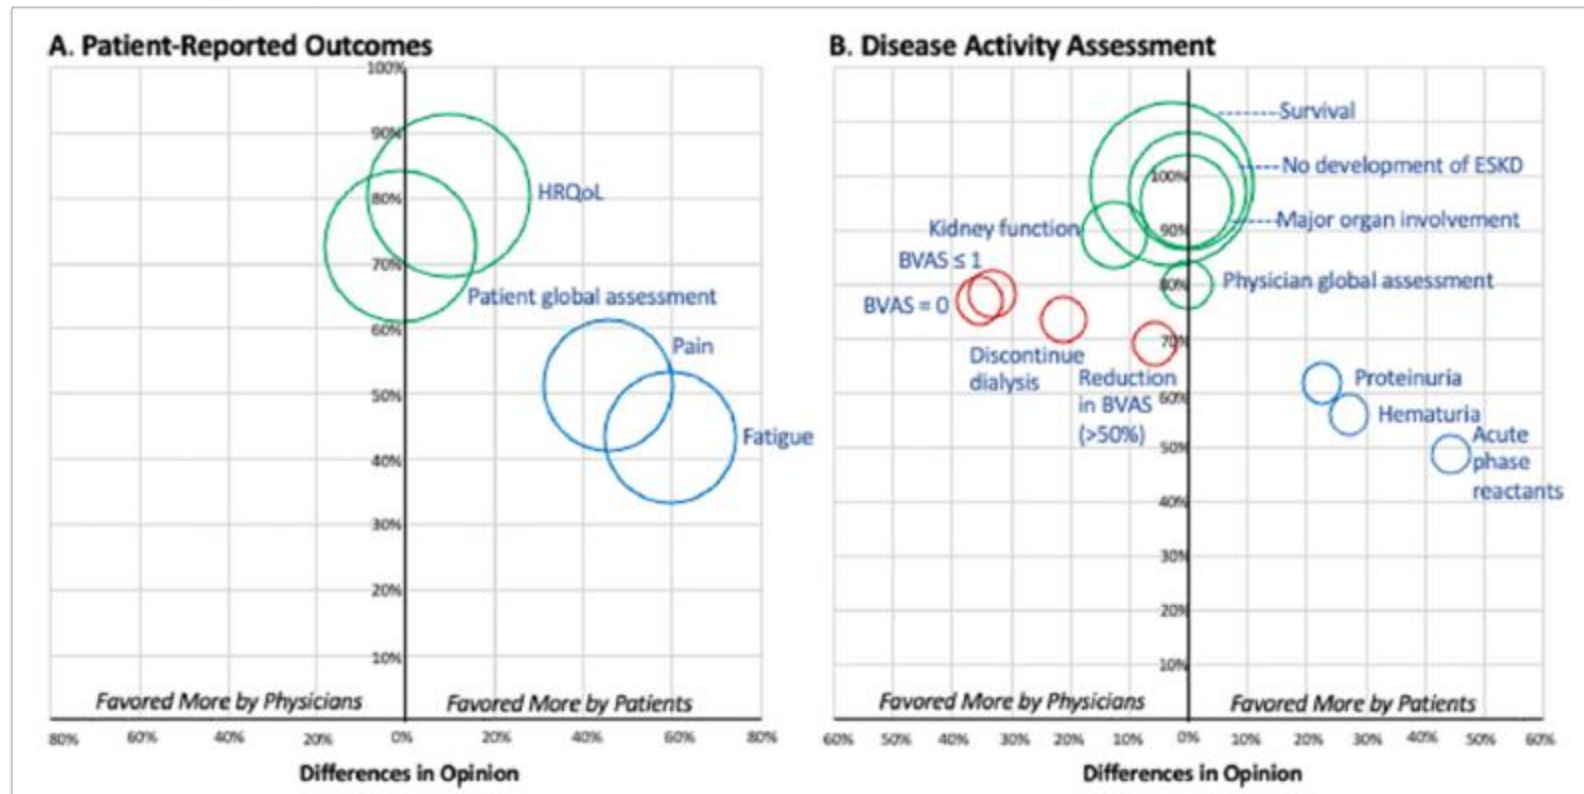 A. Patient-Reported Outcomes
100%
90%
80%
70%
60%
50%
40%
30%
20%
10%
HRQoL
Patient global assessment
Pain
Fatigue
Favored More by Physicians
Favored More by Patients
80% 60% 40% 20% 0% 20% 40% 60% 80%
Differences in Opinion
B. Disease Activity Assessment
Survival
No development of ESKD
100%
Major organ involvement
Kidney function
90%
BVAS ≤ 1
Physician global assessment
80%
BVAS = 0
70%
Discontinue
dialysis
Reduction
in BVAS
(>50%)
60%
Proteinuria
Hematuria
Acute
phase
reactants
50%
40%
30%
20%
10%
Favored More by Physicians
Favored More by Patients
60% 50% 40% 30% 20% 10% 0% 10% 20% 30% 40% 50% 60%
Differences in Opinion